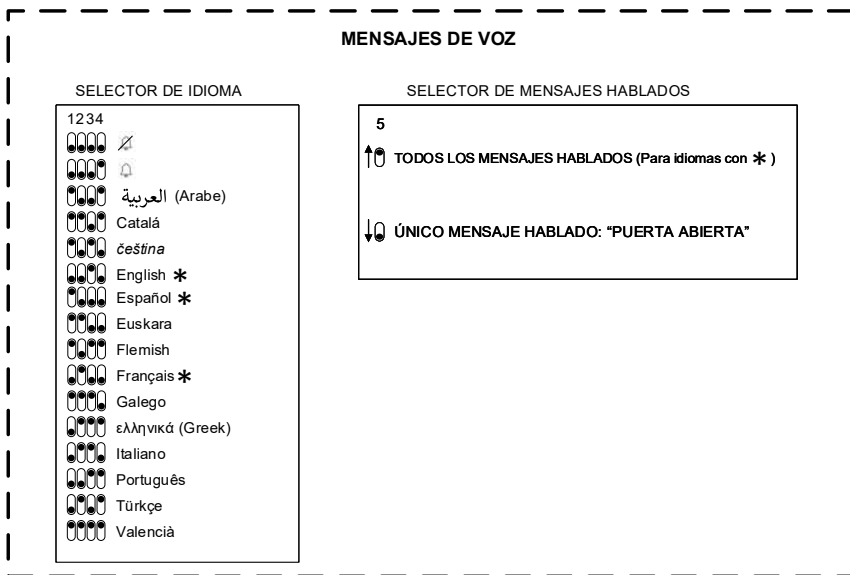 MENSAJES DE VOZ
SELECTOR DE IDIOMA
1234
العربية (Arabe)
Catalá
čeština
English *
Español *
Euskara
Flemish
Français *
Galego
ελληνικά (Greek)
Italiano
Português
Türkçe
Valencià
SELECTOR DE MENSAJES HABLADOS
5
TODOS LOS MENSAJES HABLADOS (Para idiomas con * )
ÚNICO MENSAJE HABLADO: “PUERTA ABIERTA”